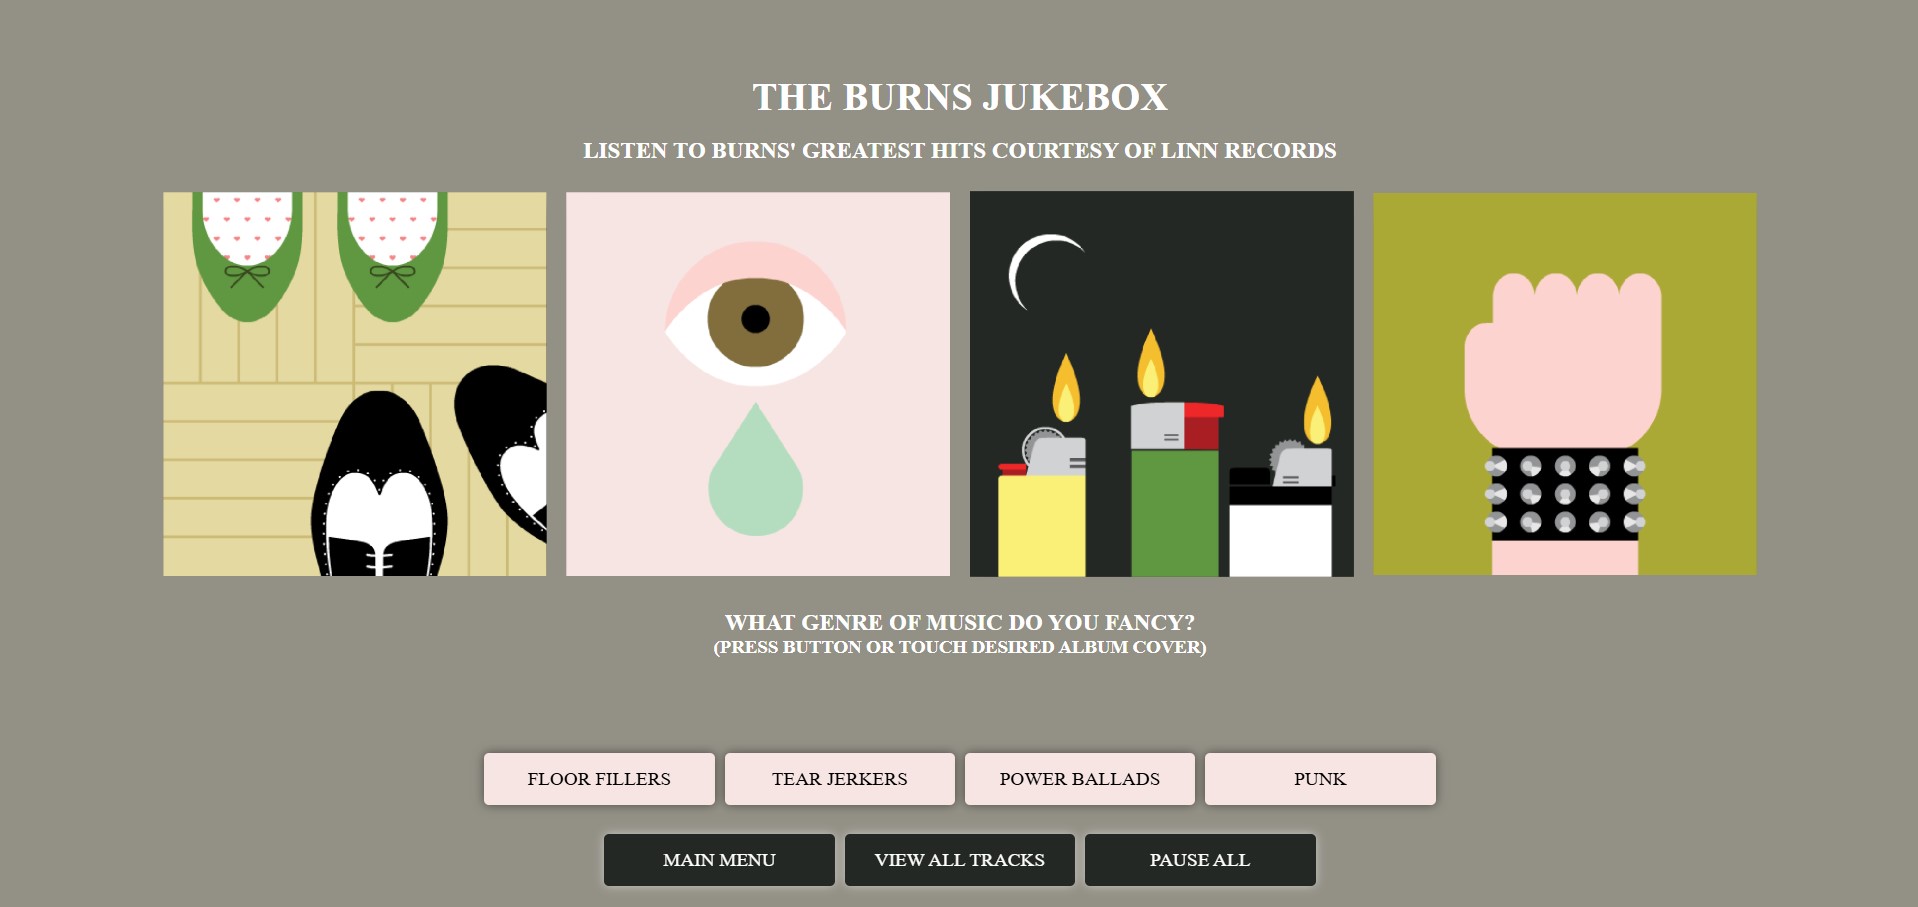 THE BURNS JUKEBOX
LISTEN TO BURNS' GREATEST HITS COURTESY OF LINN RECORDS
WHAT GENRE OF MUSIC DO YOU FANCY?
(PRESS BUTTON OR TOUCH DESIRED ALBUM COVER)
FLOOR FILLERS
TEAR JERKERS
POWER BALLADS
PUNK
MAIN MENU
VIEW ALL TRACKS
PAUSE ALL